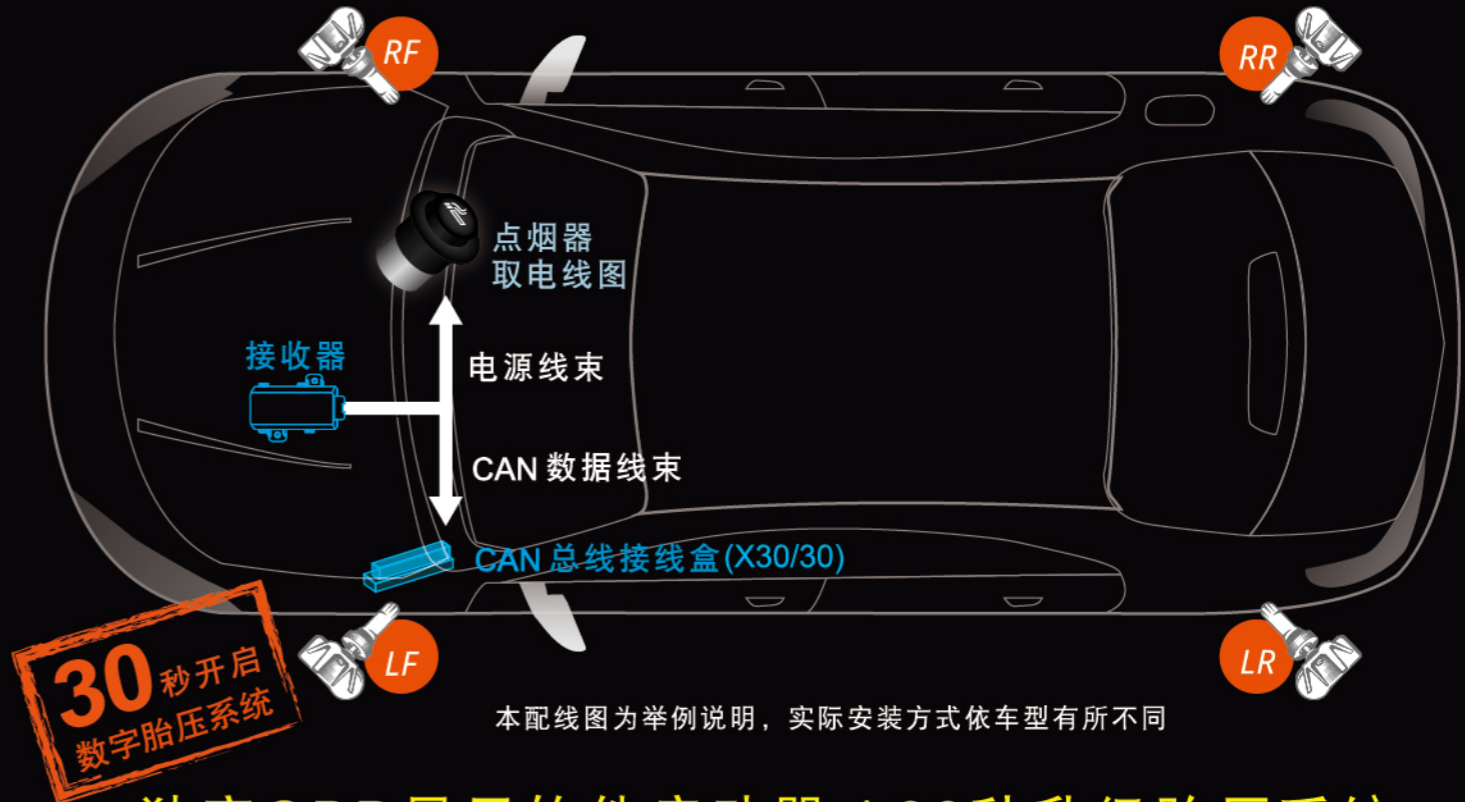 RF
RR
点烟器
取电线图
接收器
电源线束
CAN 数据线束
CAN 总线接线盒(X30/30)
30秒开启
数字胎压系统
LF
LR
本配线图为举例说明，实际安装方式依车型有所不同